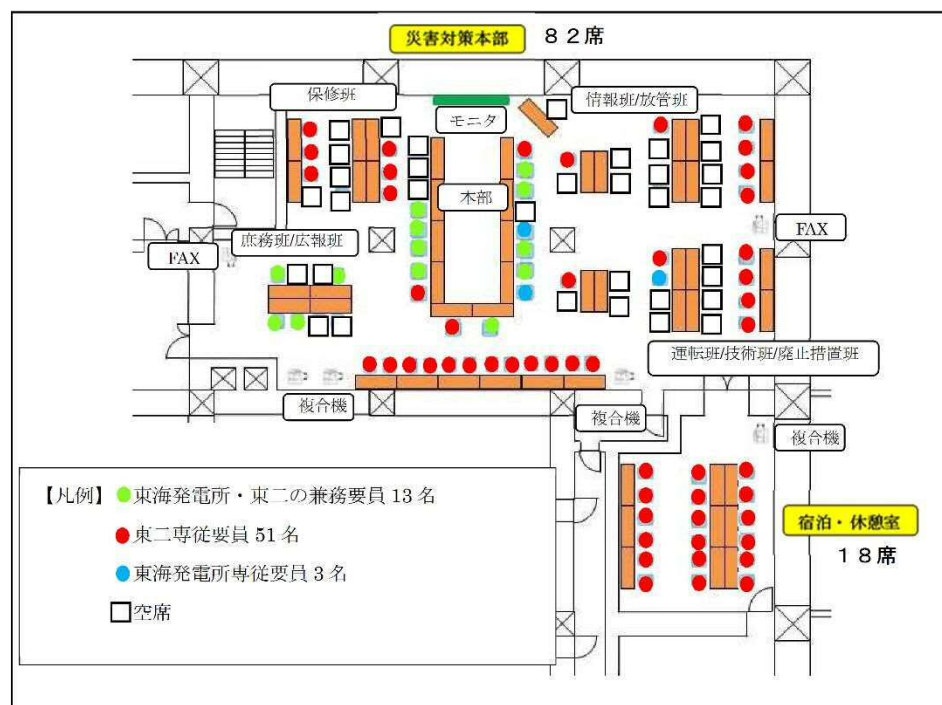 災害対策本部 82席
保修班
情報班/放管班
モニタ
本部
庶務班/広報班
FAX
FAX
運転班/技術班/廃止措置班
複合機
複合機
複合機
【凡例】 東海発電所・東二の兼務要員 13 名
東二専従要員 51 名
東海発電所専従要員 3 名
空席
宿泊・休憩室
18席